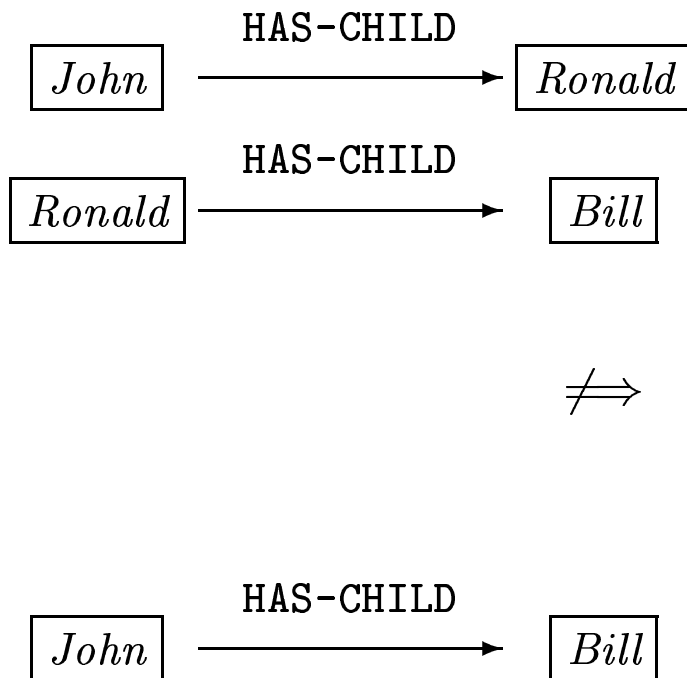 HAS-CHILD
John Ronald
HAS-CHILD
Ronald Bill
≠⇒
HAS-CHILD
John Bill